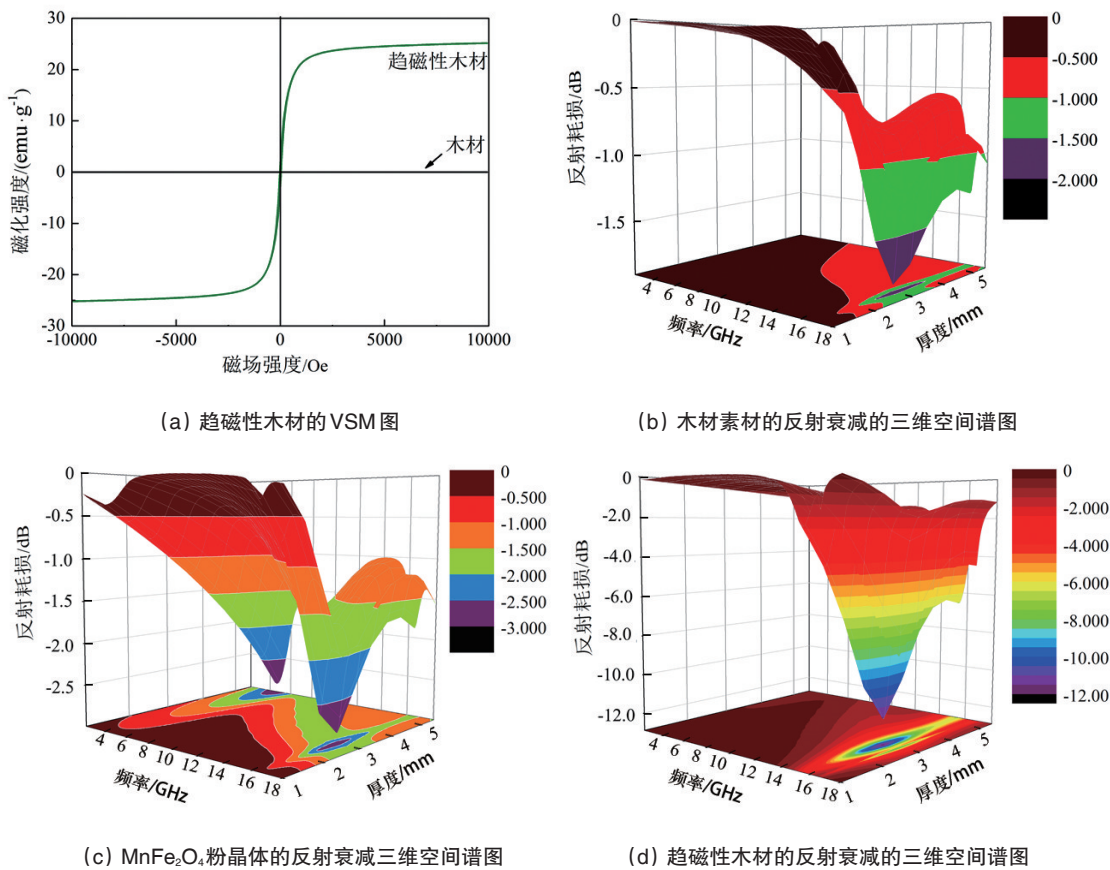 30
20
10
0
-10
-20
-30
-10000 -5000 0 5000 10000
磁化强度/(emu·g⁻¹)
磁场强度/Oe
趋磁性木材
木材
(a) 趋磁性木材的VSM图
0
-0.5
-1.0
-1.5
反射耗损/dB
4 6 8 10 12 14 16 18
频率/GHz
1 2 3 4 5
厚度/mm
0
-0.500
-1.000
-1.500
-2.000
(b) 木材素材的反射衰减的三维空间谱图
0
-0.5
-1.0
-1.5
-2.0
-2.5
反射耗损/dB
4 6 8 10 12 14 16 18
频率/GHz
1 2 3 4 5
厚度/mm
0
-0.500
-1.000
-1.500
-2.000
-2.500
-3.000
(c) MnFe₂O₄粉晶体的反射衰减三维空间谱图
0
-2.0
-4.0
-6.0
-8.0
-10.0
-12.0
反射耗损/dB
4 6 8 10 12 14 16 18
频率/GHz
1 2 3 4 5
厚度/mm
0
-2.000
-4.000
-6.000
-8.000
-10.00
-12.00
(d) 趋磁性木材的反射衰减的三维空间谱图